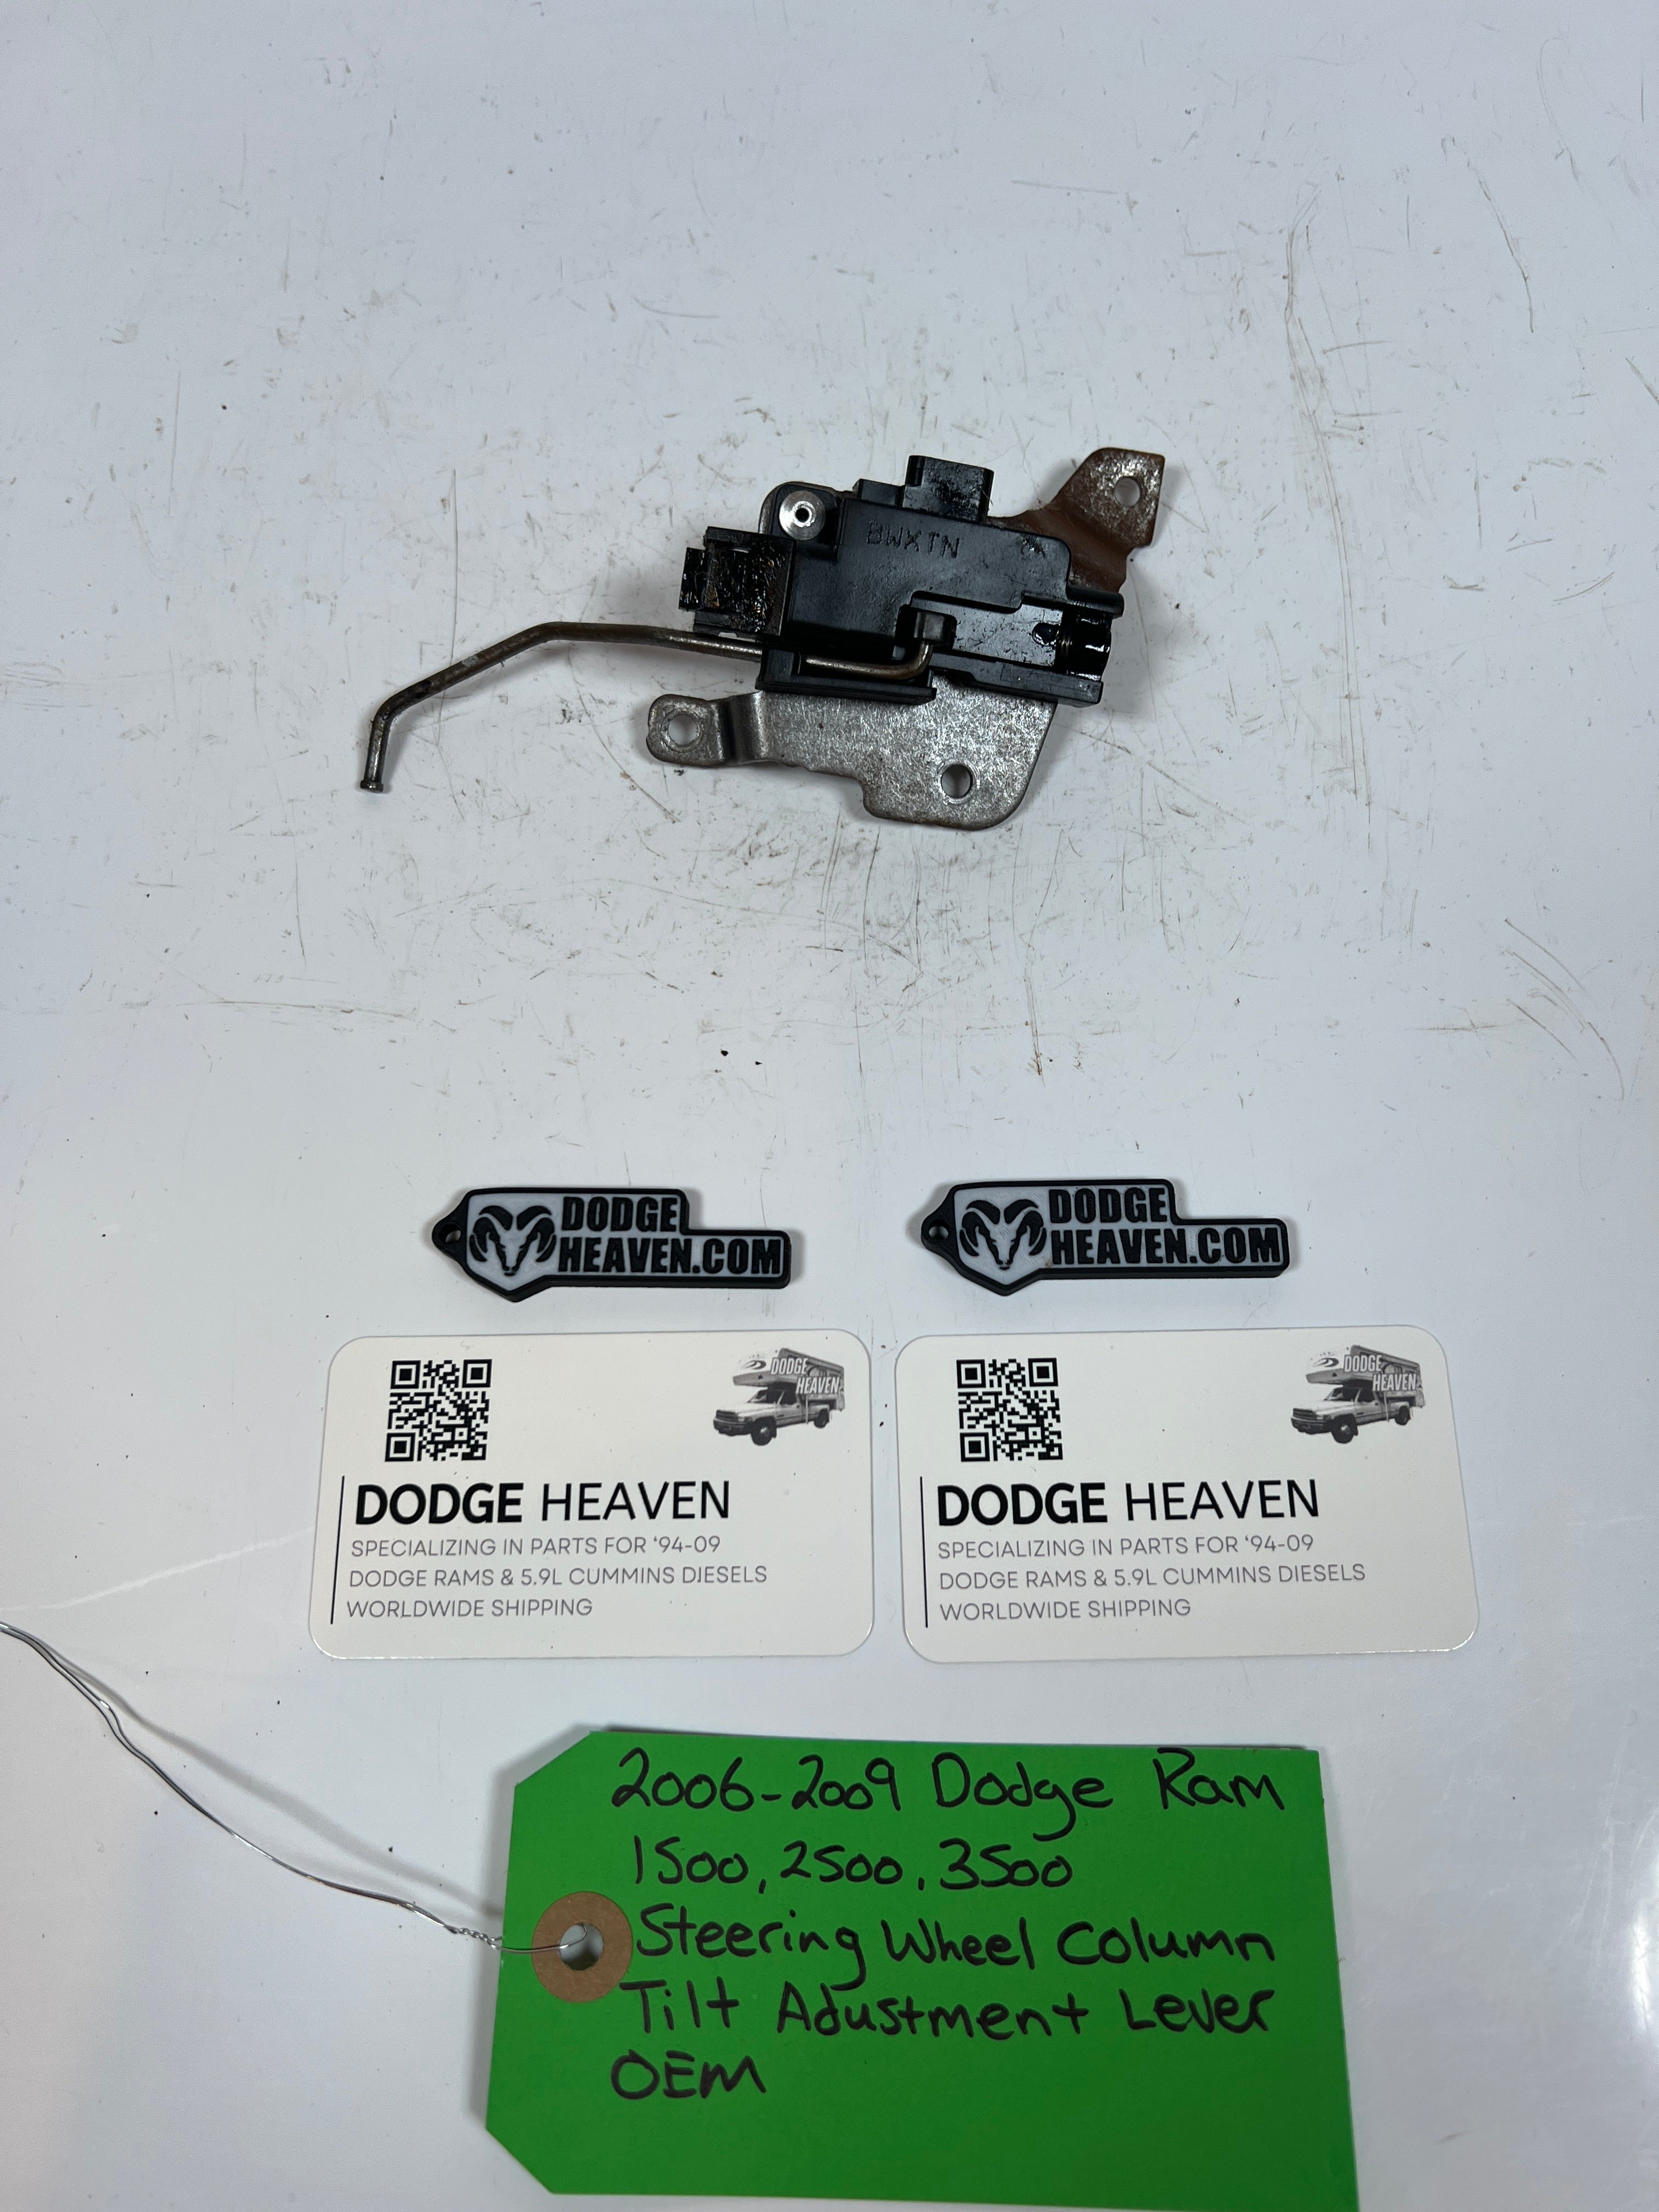 BWXTN
DODGE
HEAVEN.COM
DODGE
HEAVEN.COM
DODGE
HEAVEN
DODGE HEAVEN
SPECIALIZING IN PARTS FOR ‘94-09
DODGE RAMS & 5.9L CUMMINS DIESELS
WORLDWIDE SHIPPING
DODGE
HEAVEN
DODGE HEAVEN
SPECIALIZING IN PARTS FOR ‘94-09
DODGE RAMS & 5.9L CUMMINS DIESELS
WORLDWIDE SHIPPING
2006-2009 Dodge Ram
1500, 2500, 3500
Steering Wheel Column
Tilt Adustment Lever
OEM